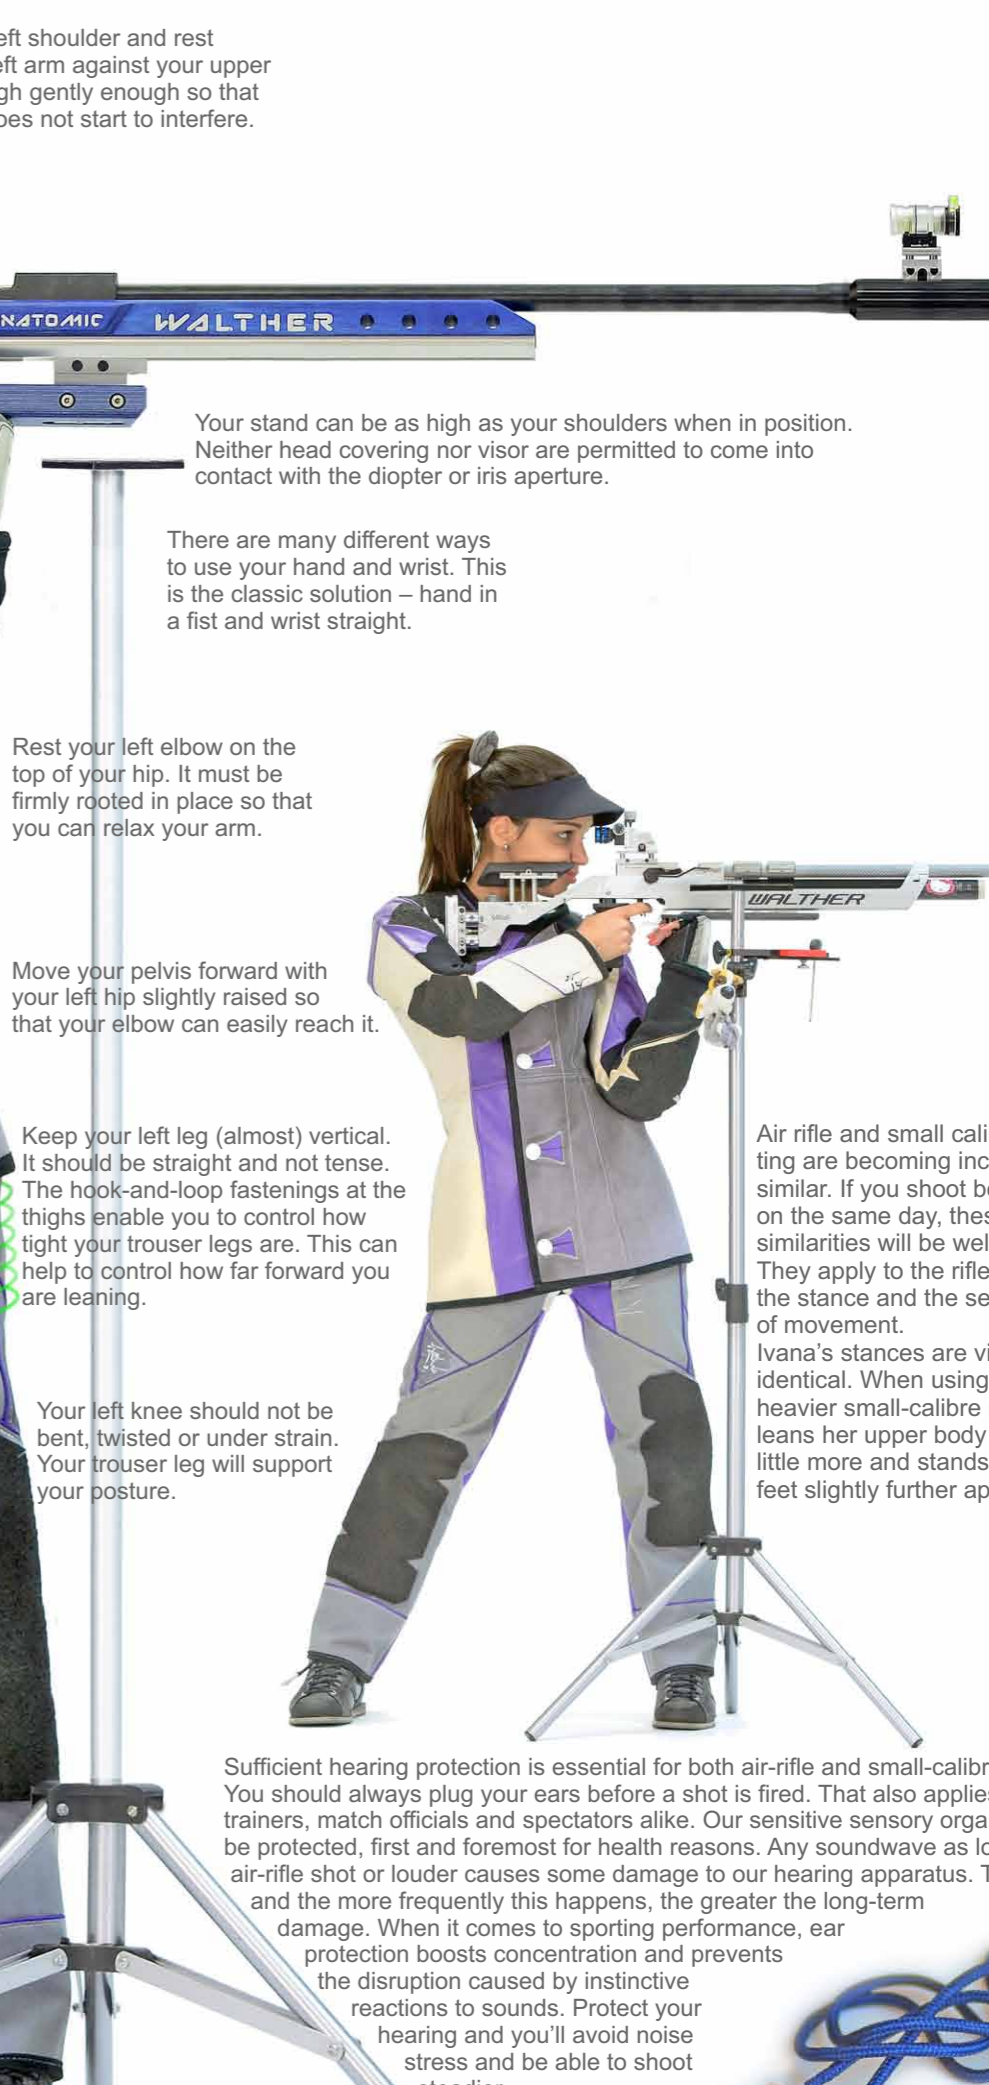 eft shoulder and rest
eft arm against your upper
gh gently enough so that
oes not start to interfere.
NATOMIC WALTHER
Your stand can be as high as your shoulders when in position.
Neither head covering nor visor are permitted to come into
contact with the diopter or iris aperture.
There are many different ways
to use your hand and wrist. This
is the classic solution – hand in
a fist and wrist straight.
Rest your left elbow on the
top of your hip. It must be
firmly rooted in place so that
you can relax your arm.
WALTHER
Move your pelvis forward with
your left hip slightly raised so
that your elbow can easily reach it.
Keep your left leg (almost) vertical.
It should be straight and not tense.
The hook-and-loop fastenings at the
thighs enable you to control how
tight your trouser legs are. This can
help to control how far forward you
are leaning.
Air rifle and small cali
ting are becoming inc
similar. If you shoot bo
on the same day, thes
similarities will be wel
They apply to the rifle
the stance and the se
of movement.
Ivana's stances are vi
identical. When using
heavier small-calibre
leans her upper body
little more and stands
feet slightly further ap
Your left knee should not be
bent, twisted or under strain.
Your trouser leg will support
your posture.
Sufficient hearing protection is essential for both air-rifle and small-calibr
You should always plug your ears before a shot is fired. That also applies
trainers, match officials and spectators alike. Our sensitive sensory orga
be protected, first and foremost for health reasons. Any soundwave as lo
air-rifle shot or louder causes some damage to our hearing apparatus. T
and the more frequently this happens, the greater the long-term
damage. When it comes to sporting performance, ear
protection boosts concentration and prevents
the disruption caused by instinctive
reactions to sounds. Protect your
hearing and you'll avoid noise
stress and be able to shoot